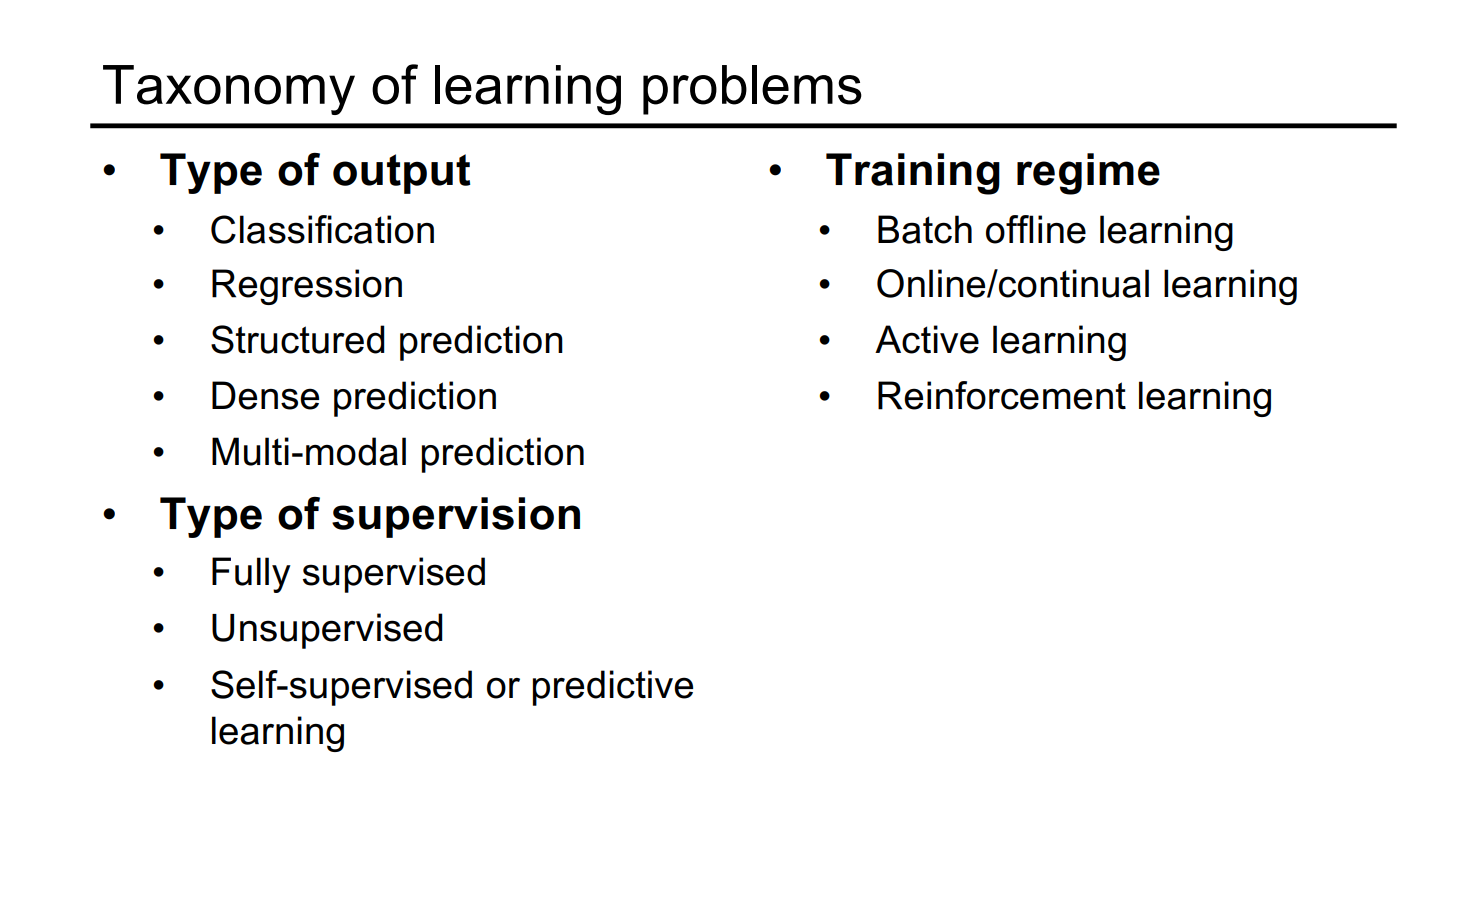 Taxonomy of learning problems
• Type of output
• Classification
• Regression
• Structured prediction
• Dense prediction
• Multi-modal prediction
• Type of supervision
• Fully supervised
• Unsupervised
• Self-supervised or predictive
learning
• Training regime
• Batch offline learning
• Online/continual learning
• Active learning
• Reinforcement learning